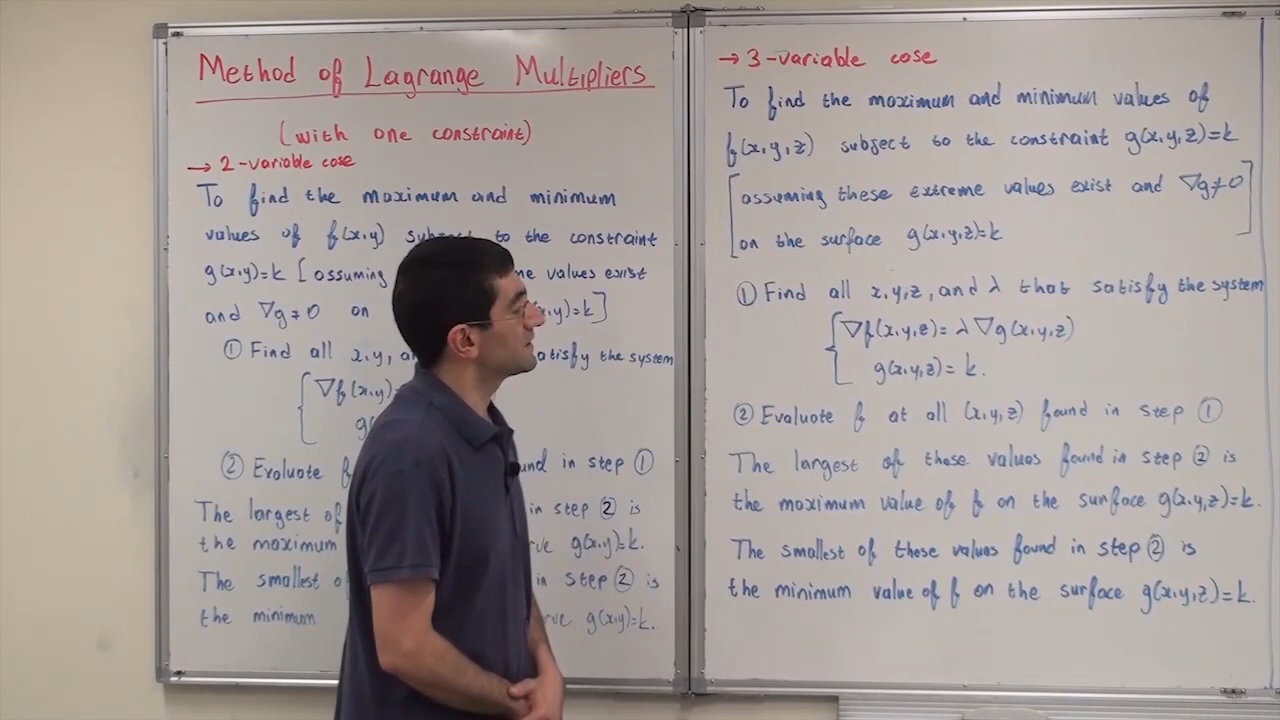 Method of Lagrange Multipliers
(with one constraint)
→ 2-variable case
To find the maximum and minimum
values of f(x,y) to the constraint
g(x,y)=k [assuming values exist
and ∇g≠0 on =k]
① Find all x,y, satisfy the system
∇f(x,y)=
② Evaluate in step ①
The largest of in step ② is
the maximum g(x,y)=k.
The smallest in step ② is
the minimum g(x,y)=k.
→ 3-variable case
To find the maximum and minimum values of
f(x,y,z) subject to the constraint g(x,y,z)=k
[assuming these extreme values exist and ∇g≠0
on the surface g(x,y,z)=k]
① Find all x,y,z, and λ that satisfy the system
{∇f(x,y,z)=λ∇g(x,y,z)
g(x,y,z)=k.
② Evaluate f at all (x,y,z) found in step ①
The largest of these values found in step ② is
the maximum value of f on the surface g(x,y,z)=k.
The smallest of these values found in step ② is
the minimum value of f on the surface g(x,y,z)=k.